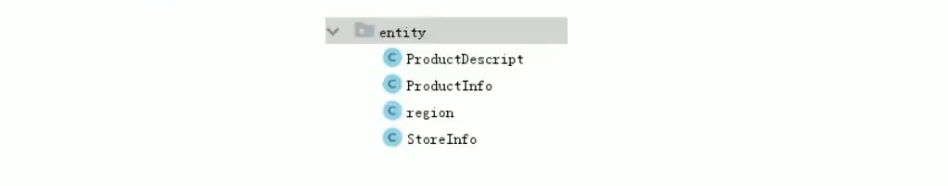 entity
C ProductDescript
C ProductInfo
C region
C StoreInfo